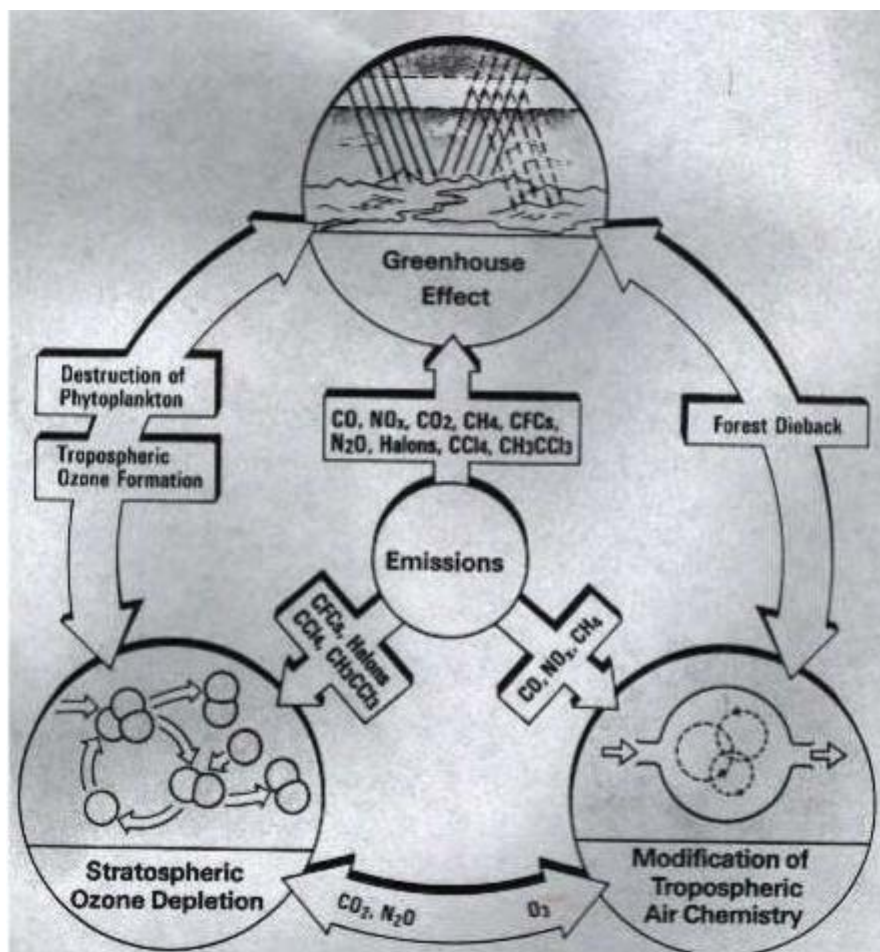 Greenhouse
Effect
Destruction of
Phytoplankton
Tropospheric
Ozone Formation
CO, NOx, CO2, CH4, CFCs,
N2O, Halons, CCl4, CH3CCl3
Forest Dieback
Emissions
CFCs, Halons
CCl4, CH3CCl3
CO, NOx, CH4
Stratospheric
Ozone Depletion
Modification of
Tropospheric
Air Chemistry
CO2, N2O
O3